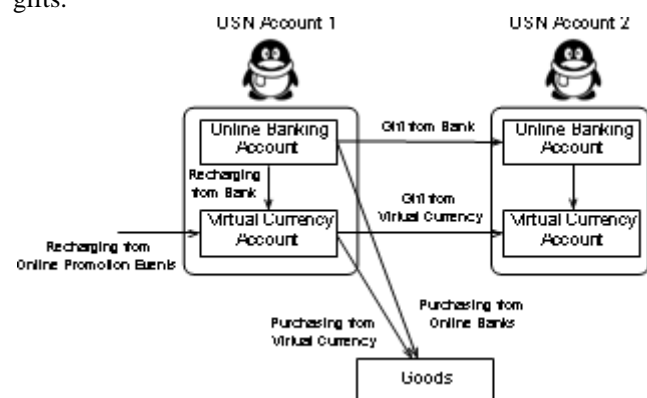 gifts.
OSN Account 1
OSN Account 2
Online Banking
Account
Gift from Bank
Online Banking
Account
Recharging
from Bank
Gift from
Virtual Currency
Virtual Currency
Account
Virtual Currency
Account
Recharging from
Online Promotion Events
Purchasing from
Online Banks
Purchasing from
Virtual Currency
Goods